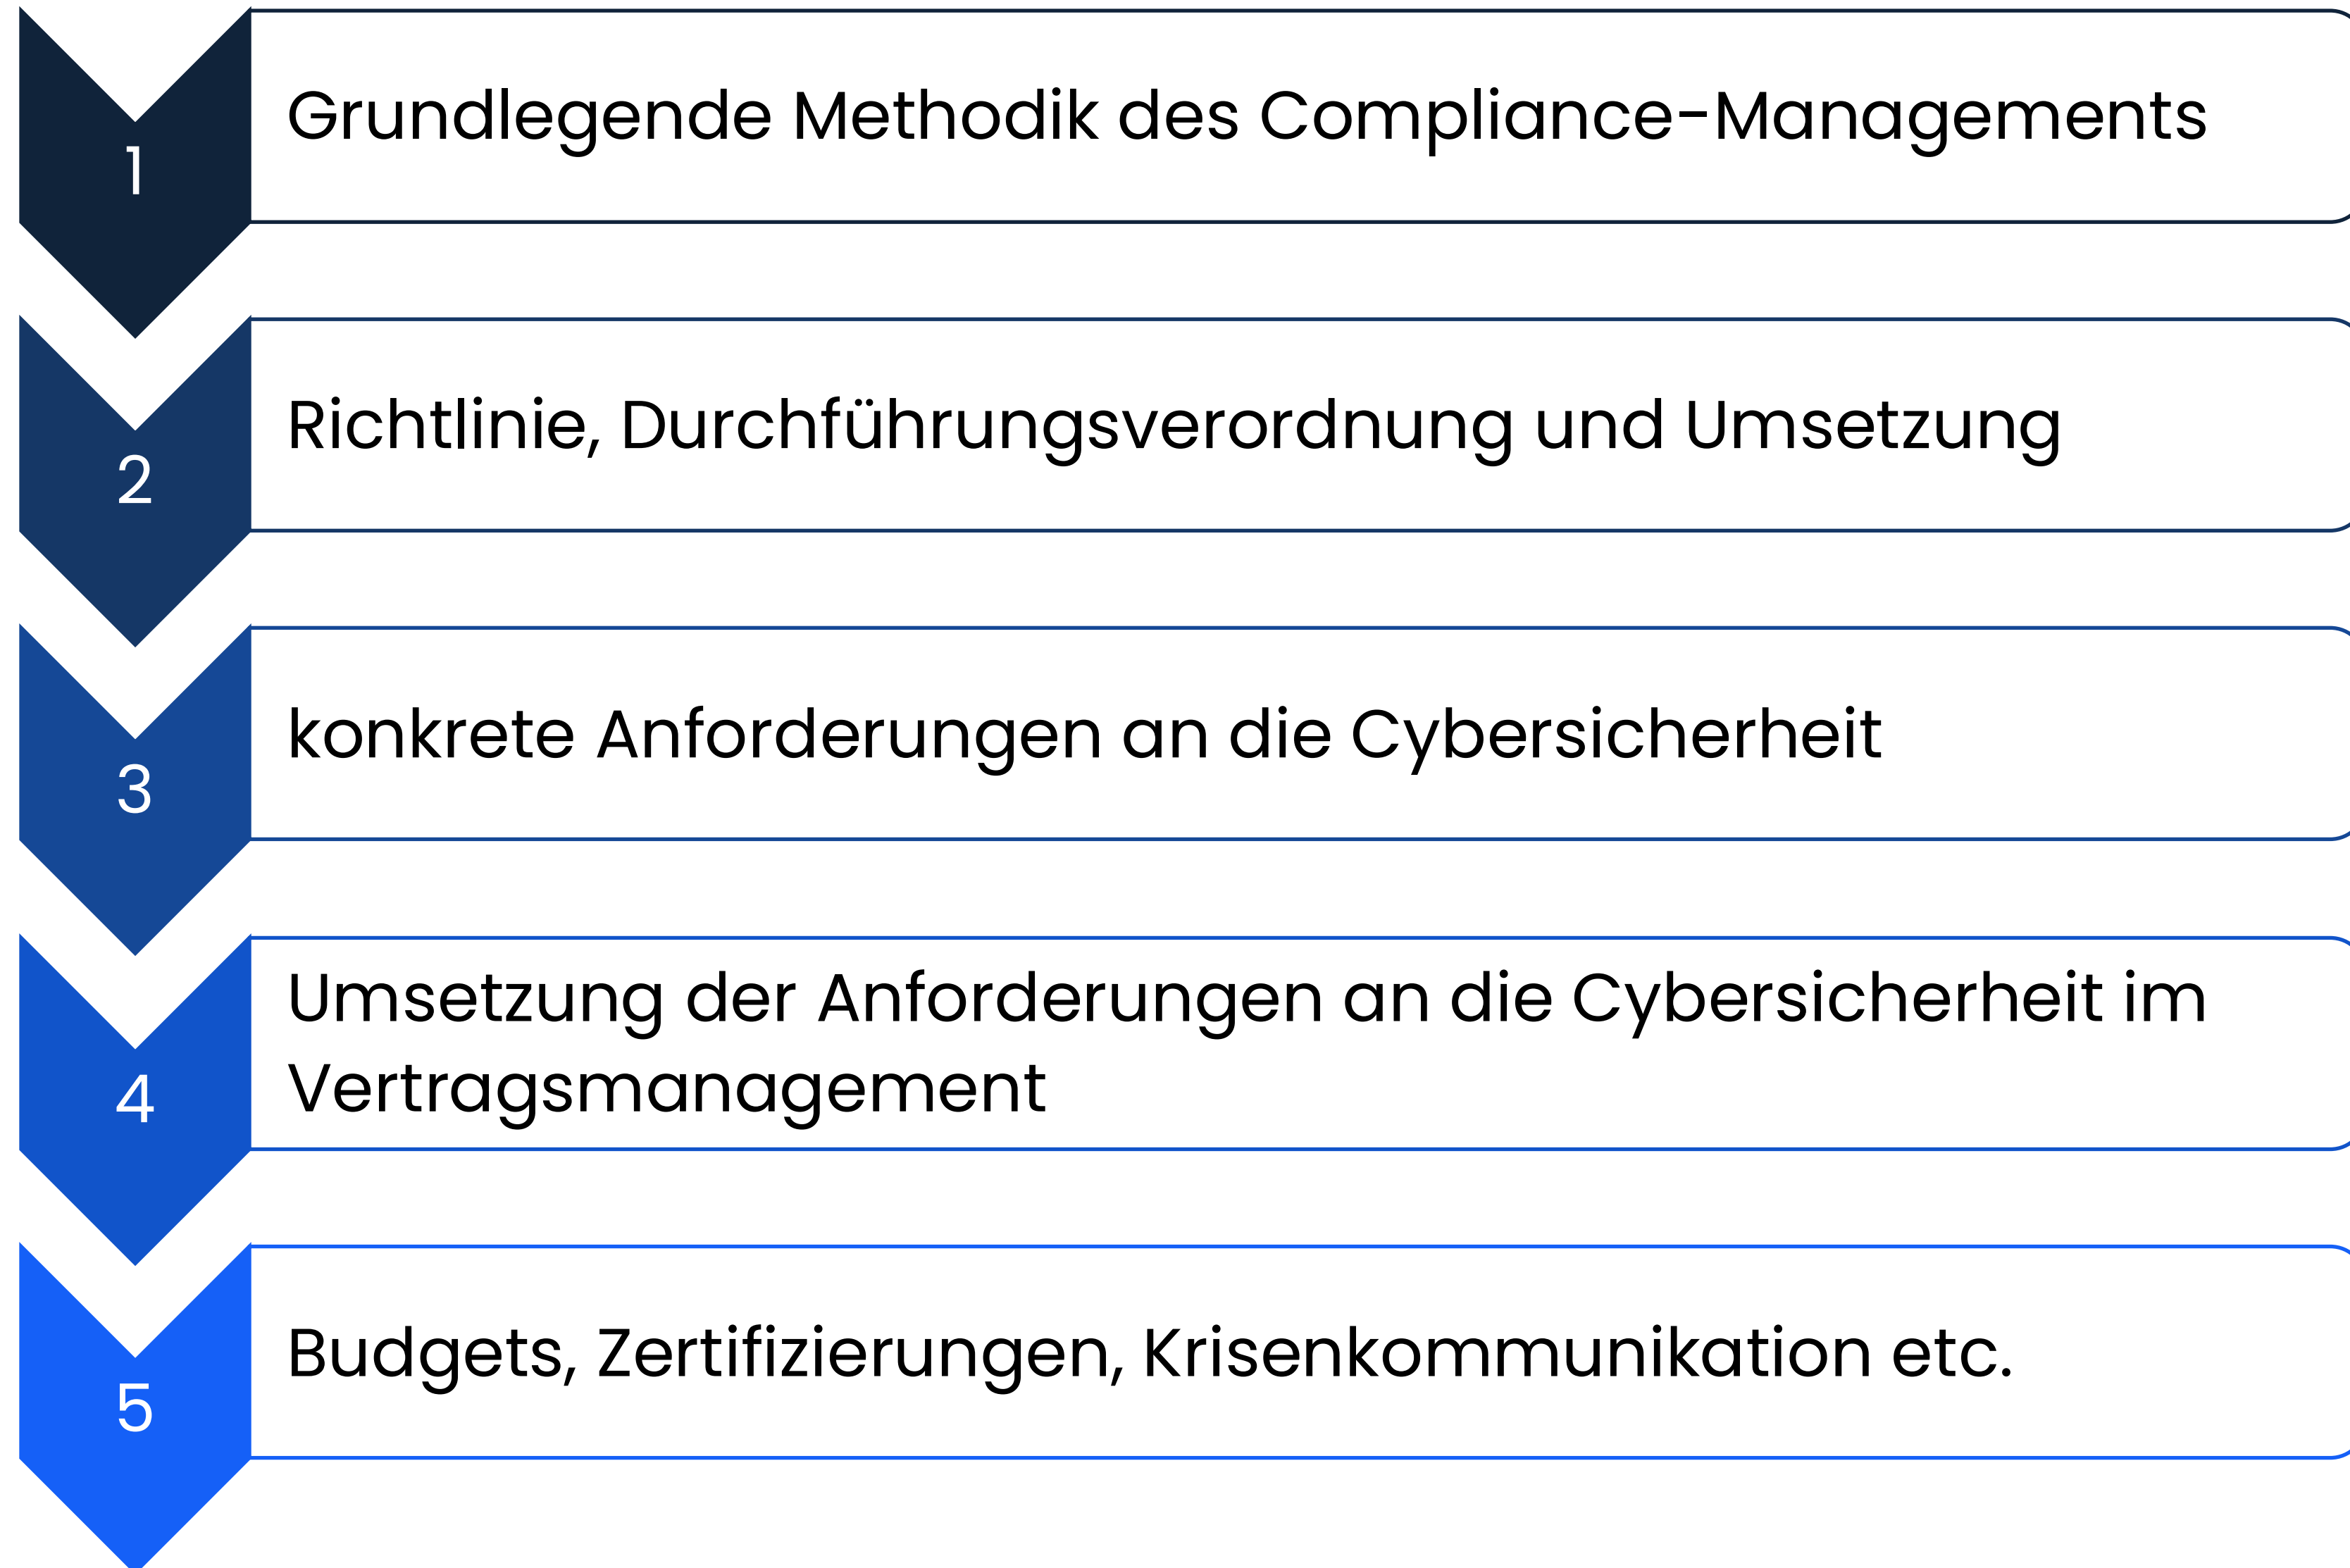 1
Grundlegende Methodik des Compliance-Managements
2
Richtlinie, Durchführungsverordnung und Umsetzung
3
konkrete Anforderungen an die Cybersicherheit
4
Umsetzung der Anforderungen an die Cybersicherheit im
Vertragsmanagement
5
Budgets, Zertifizierungen, Krisenkommunikation etc.